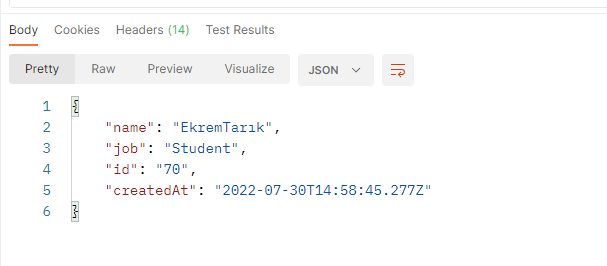 Body Cookies Headers (14) Test Results
Pretty Raw Preview Visualize JSON
1 {
2 "name": "EkremTarık",
3 "job": "Student",
4 "id": "70",
5 "createdAt": "2022-07-30T14:58:45.277Z"
6 }